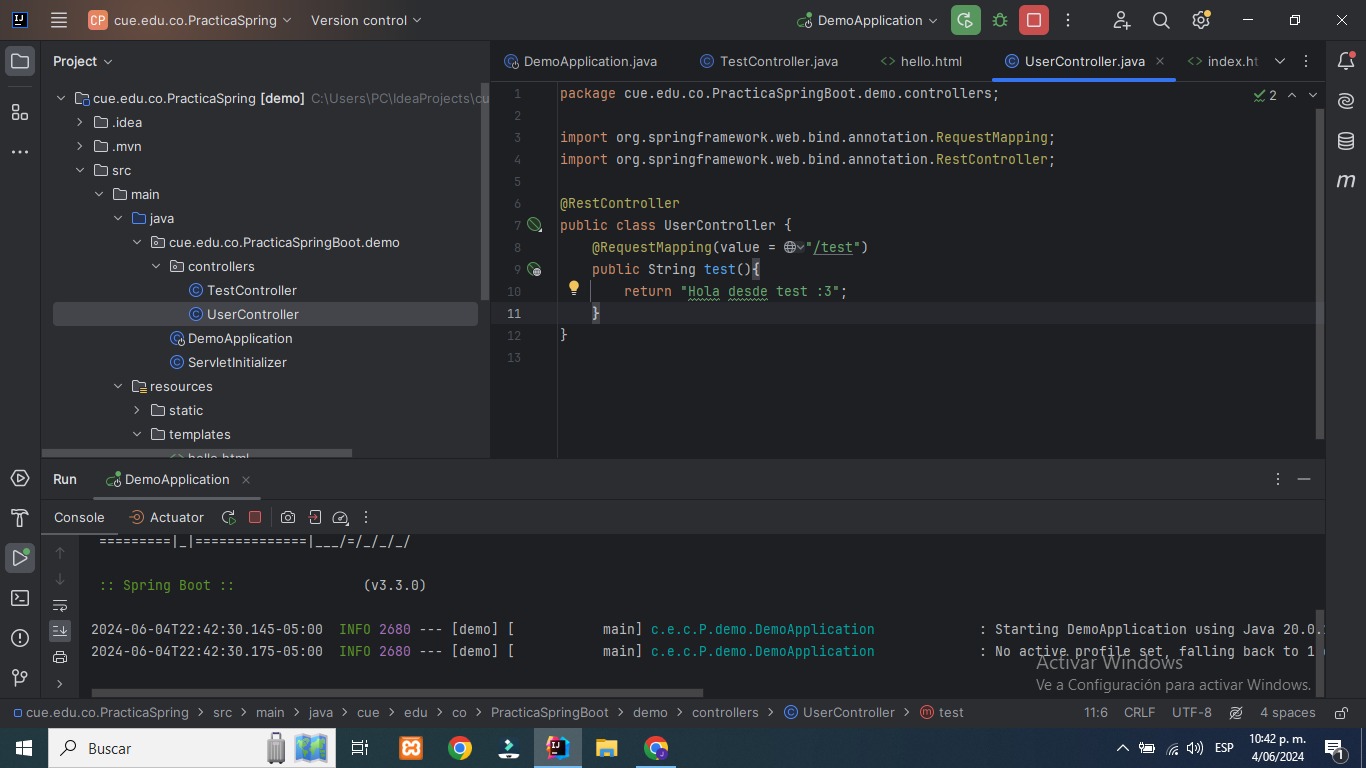 CP cue.edu.co.PracticaSpring
Version control
DemoApplication
Project
cue.edu.co.PracticaSpring [demo] C:\Users\PC\IdeaProjects\cu
.idea
.mvn
src
main
java
cue.edu.co.PracticaSpringBoot.demo
controllers
TestController
UserController
DemoApplication
ServletInitializer
resources
static
templates
hello.html
DemoApplication.java
TestController.java
<> hello.html
UserController.java
<> index.ht
2
1 package cue.edu.co.PracticaSpringBoot.demo.controllers;
2
3 import org.springframework.web.bind.annotation.RequestMapping;
4 import org.springframework.web.bind.annotation.RestController;
5
6 @RestController
7 public class UserController {
8 @RequestMapping(value = "/test")
9 public String test(){
10 return "Hola desde test :3";
11 }
12 }
13
Run
DemoApplication
Console
Actuator
=========|_|==============|___/=/_/_/_/
:: Spring Boot :: (v3.3.0)
2024-06-04T22:42:30.145-05:00 INFO 2680 --- [demo] [ main] c.e.c.P.demo.DemoApplication : Starting DemoApplication using Java 20.0.
2024-06-04T22:42:30.175-05:00 INFO 2680 --- [demo] [ main] c.e.c.P.demo.DemoApplication : No active profile set, falling back to 1
Activar Windows
Ve a Configuración para activar Windows.
cue.edu.co.PracticaSpring > src > main > java > cue > edu > co > PracticaSpringBoot > demo > controllers > UserController > test
11:6 CRLF UTF-8 4 spaces
Buscar
ESP
10:42 p. m.
4/06/2024
1